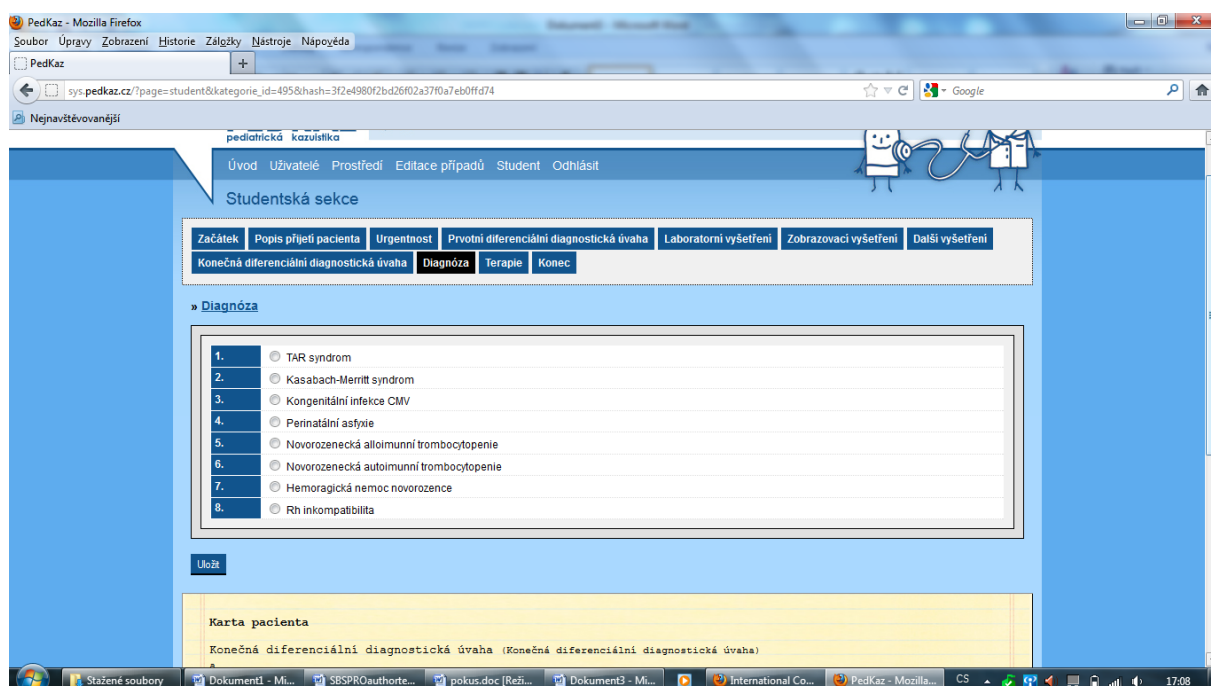 PedKaz - Mozilla Firefox
Soubor Úpravy Zobrazení Historie Záložky Nástroje Nápověda
PedKaz
sys.pedkaz.cz/?page=student&kategorie_id=495&hash=3f2e4980f2bd26f02a37f0a7eb0ffd74 Google
Nejnavštěvovanější
pediatrická kazuistika
Úvod Uživatelé Prostředí Editace případů Student Odhlásit
Studentská sekce
Začátek Popis přijetí pacienta Urgentnost Prvotní diferenciální diagnostická úvaha Laboratorní vyšetření Zobrazovací vyšetření Další vyšetření
Konečná diferenciální diagnostická úvaha Diagnóza Terapie Konec
» Diagnóza
1. TAR syndrom
2. Kasabach-Merritt syndrom
3. Kongenitální infekce CMV
4. Perinatální asfyxie
5. Novorozenecká alloimunní trombocytopenie
6. Novorozenecká autoimunní trombocytopenie
7. Hemoragická nemoc novorozence
8. Rh inkompatibilita
Uložit
Karta pacienta
Konečná diferenciální diagnostická úvaha (Konečná diferenciální diagnostická úvaha)
Stažené soubory Dokument1 - Mi... SBSPROauthorte... pokus.doc [Reži... Dokument3 - Mi... International Co... PedKaz - Mozilla... CS 17:08